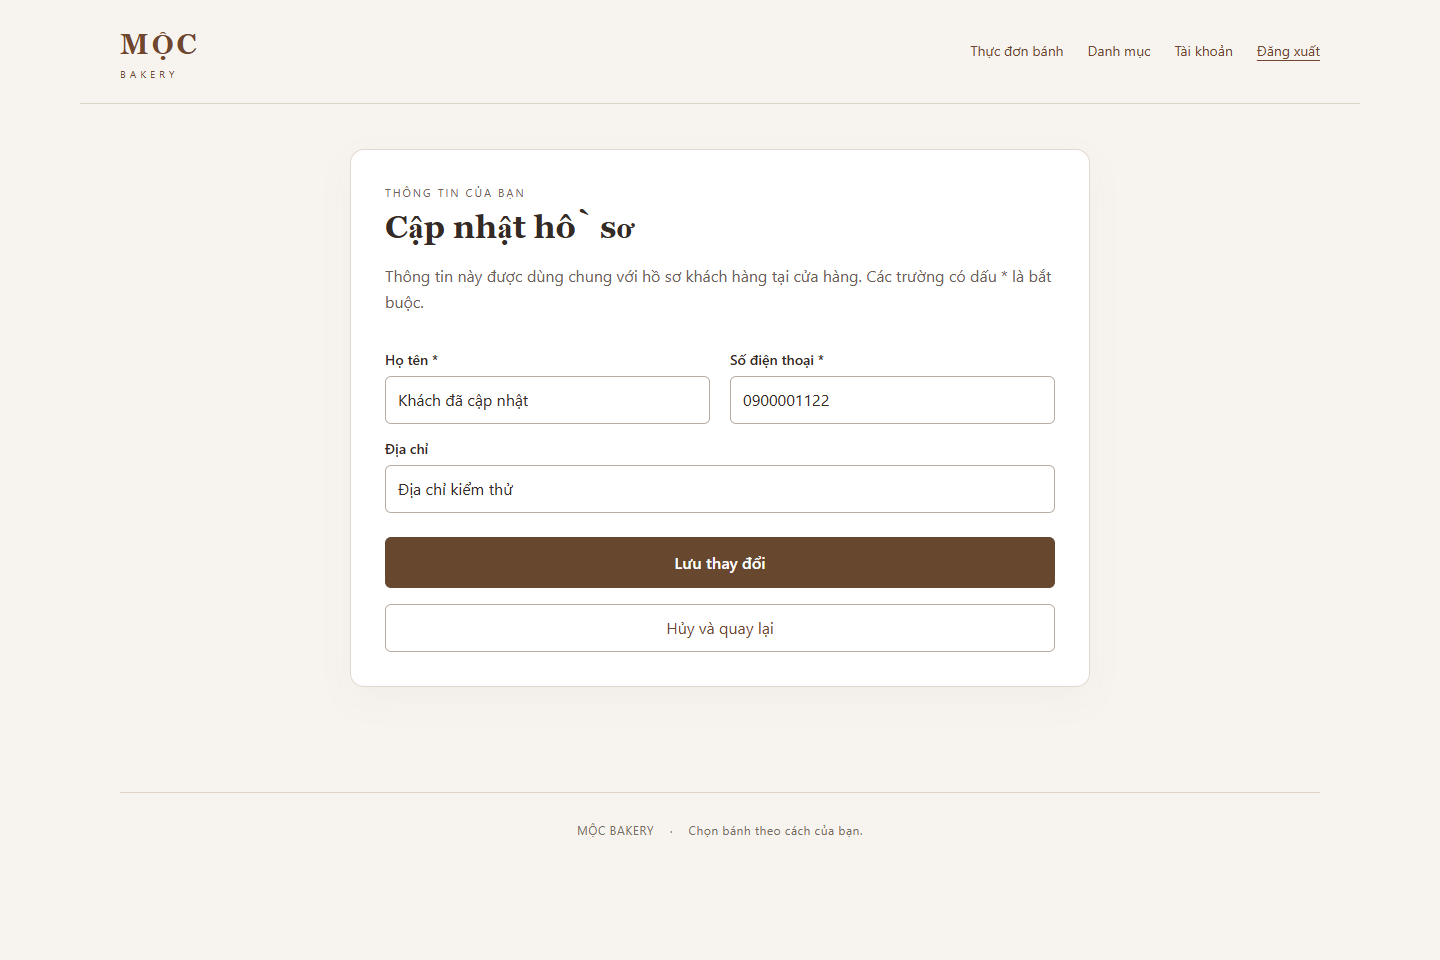 MỘC
BAKERY
Thực đơn bánh
Danh mục
Tài khoản
Đăng xuất
THÔNG TIN CỦA BẠN
Cập nhật hồ sơ
Thông tin này được dùng chung với hồ sơ khách hàng tại cửa hàng. Các trường có dấu * là bắt
buộc.
Họ tên *
Số điện thoại *
Khách đã cập nhật
0900001122
Địa chỉ
Địa chỉ kiểm thử
Lưu thay đổi
Hủy và quay lại
MỘC BAKERY · Chọn bánh theo cách của bạn.